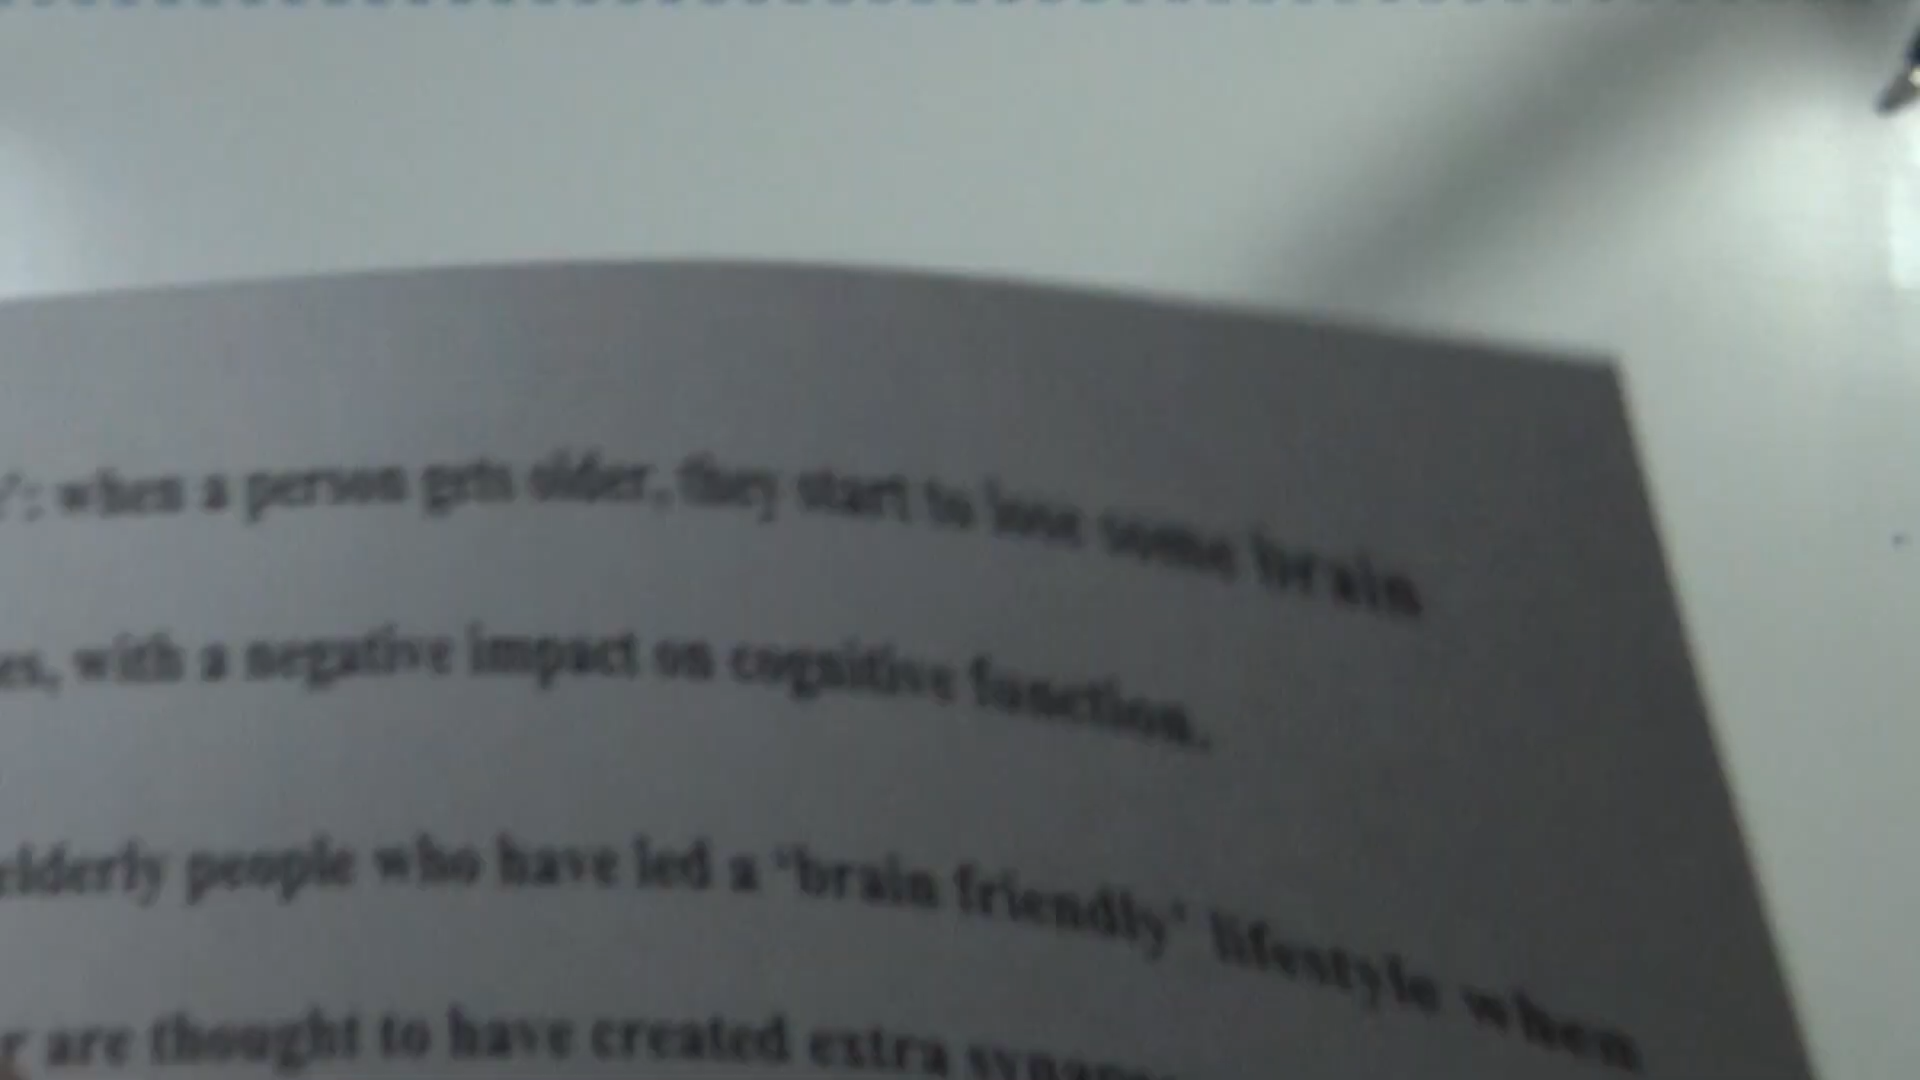 ': when a person gets older, they start to lose some brain
es, with a negative impact on cognitive function.
elderly people who have led a 'brain friendly' lifestyle when
r are thought to have created extra